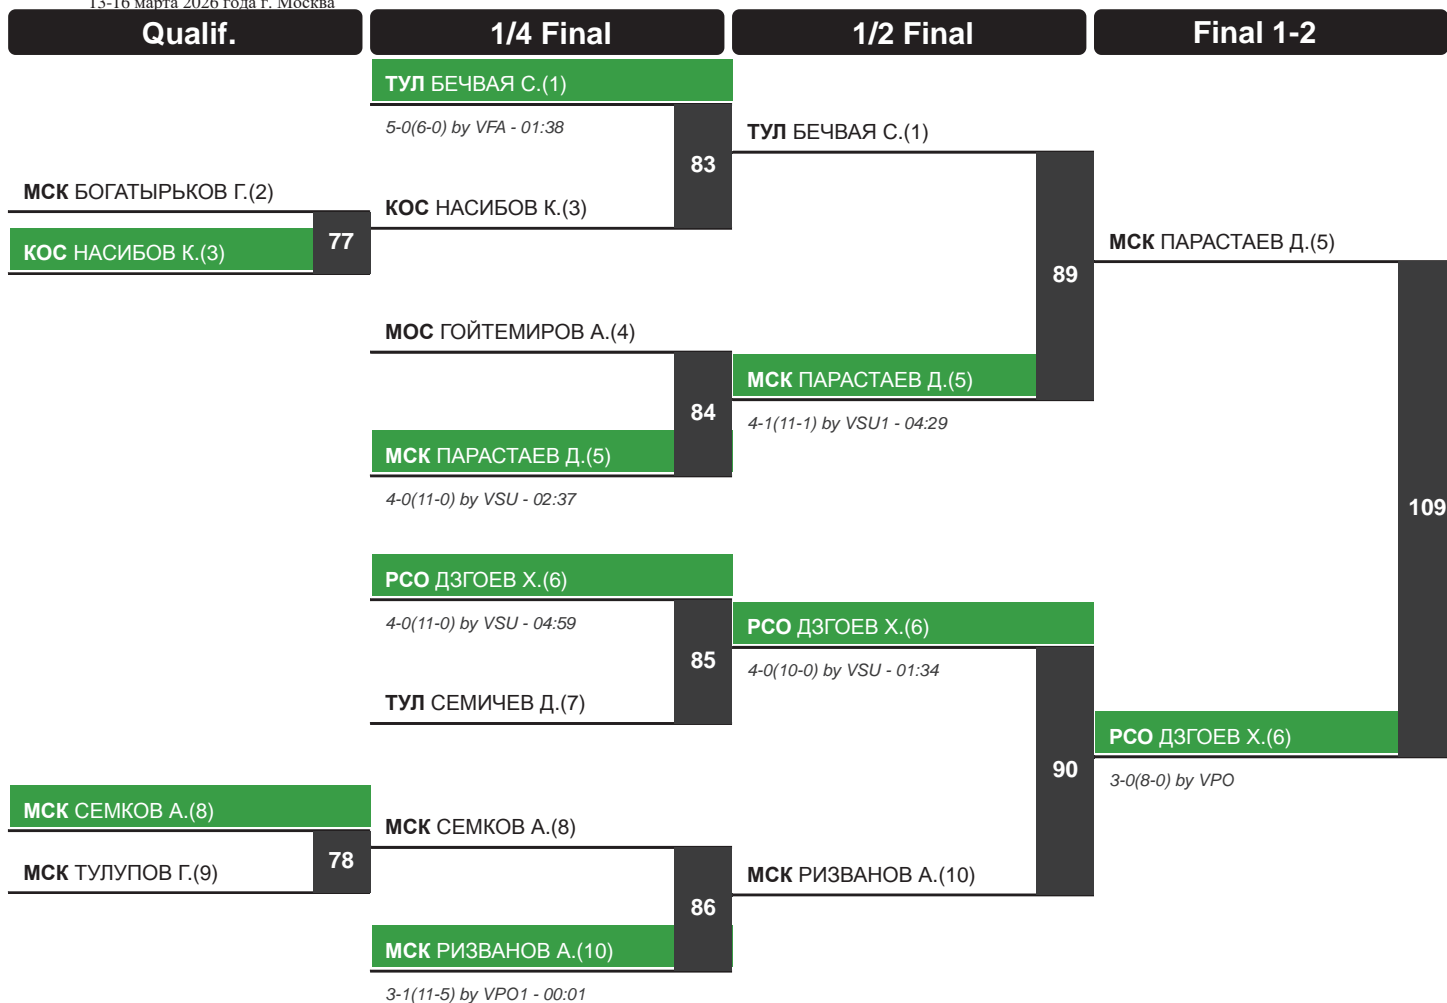 13-16 марта 2026 года г. Москва
Qualif.
1/4 Final
1/2 Final
Final 1-2
ТУЛ БЕЧВАЯ С.(1)
5-0(6-0) by VFA - 01:38
83
ТУЛ БЕЧВАЯ С.(1)
МСК БОГАТЫРЬКОВ Г.(2)
КОС НАСИБОВ К.(3)
77
КОС НАСИБОВ К.(3)
МСК ПАРАСТАЕВ Д.(5)
89
МОС ГОЙТЕМИРОВ А.(4)
МСК ПАРАСТАЕВ Д.(5)
84
4-1(11-1) by VSU1 - 04:29
МСК ПАРАСТАЕВ Д.(5)
4-0(11-0) by VSU - 02:37
109
РСО ДЗГОЕВ Х.(6)
4-0(11-0) by VSU - 04:59
РСО ДЗГОЕВ Х.(6)
85
4-0(10-0) by VSU - 01:34
ТУЛ СЕМИЧЕВ Д.(7)
РСО ДЗГОЕВ Х.(6)
90
3-0(8-0) by VPO
МСК СЕМКОВ А.(8)
МСК СЕМКОВ А.(8)
78
МСК ТУЛУПОВ Г.(9)
МСК РИЗВАНОВ А.(10)
86
МСК РИЗВАНОВ А.(10)
3-1(11-5) by VPO1 - 00:01